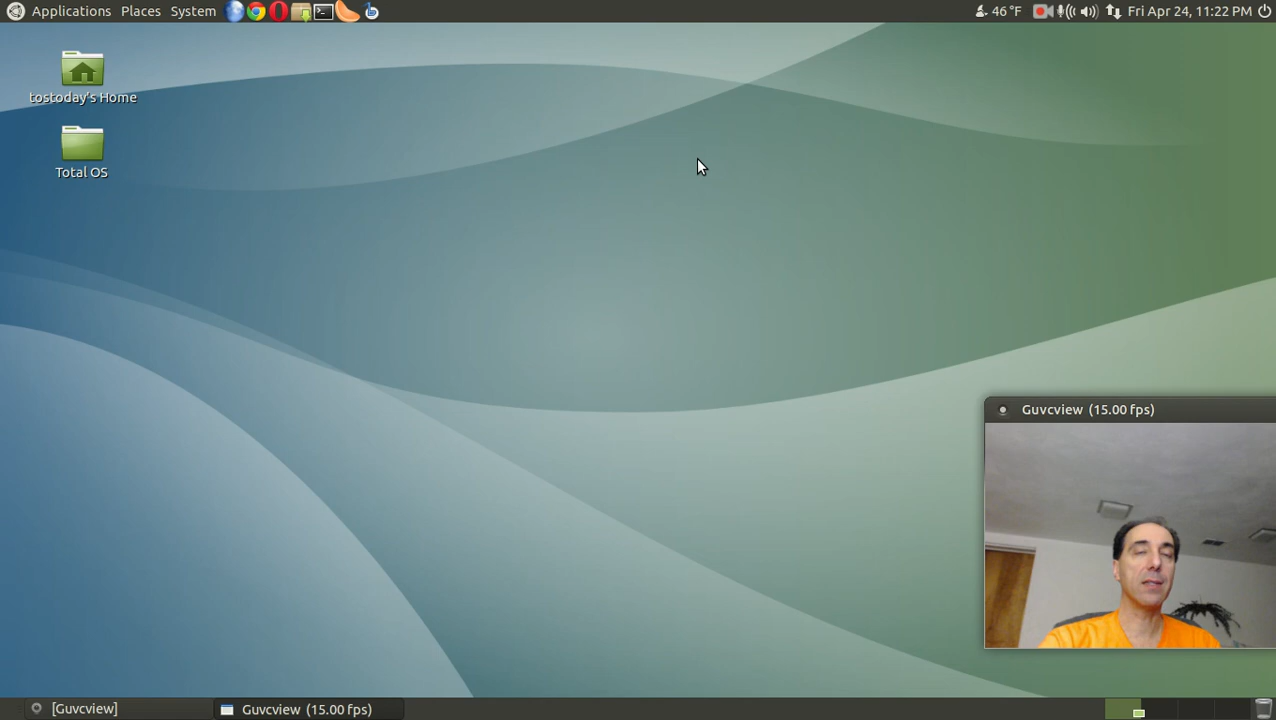 Applications Places System 46 °F Fri Apr 24, 11:22 PM
tostoday's Home
Total OS
Guvcview (15.00 fps)
[Guvcview] Guvcview (15.00 fps)